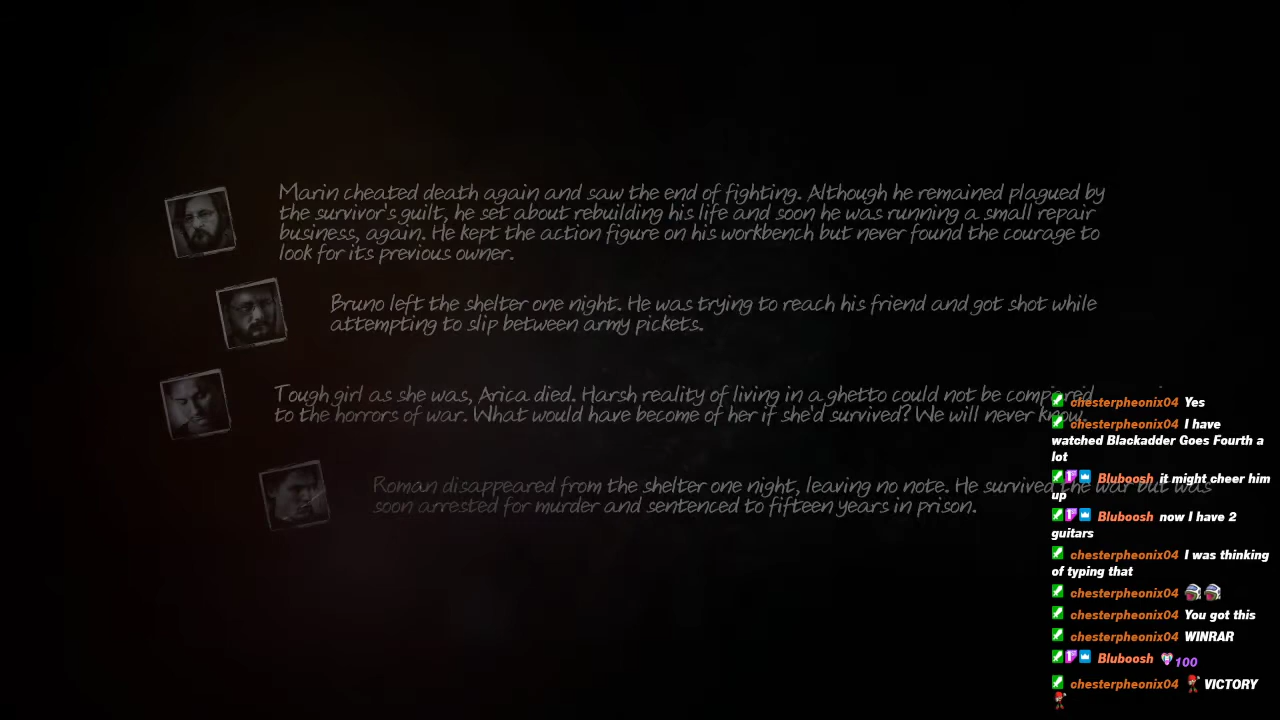 Marin cheated death again and saw the end of fighting. Although he remained plagued by
the survivor's guilt, he set about rebuilding his life and soon he was running a small repair
business, again. He kept the action figure on his workbench but never found the courage to
look for its previous owner.
Bruno left the shelter one night. He was trying to reach his friend and got shot while
attempting to slip between army pickets.
Tough girl as she was, Arica died. Harsh reality of living in a ghetto could not be compared
to the horrors of war. What would have become of her if she'd survived? We will never know.
Roman disappeared from the shelter one night, leaving no note. He survived the war but was
soon arrested for murder and sentenced to fifteen years in prison.
chesterpheonix04 Yes
chesterpheonix04 I have
watched Blackadder Goes Fourth a
lot
Bluboosh it might cheer him
up
Bluboosh now I have 2
guitars
chesterpheonix04 I was thinking
of typing that
chesterpheonix04
chesterpheonix04 You got this
chesterpheonix04 WINRAR
Bluboosh 100
chesterpheonix04 VICTORY